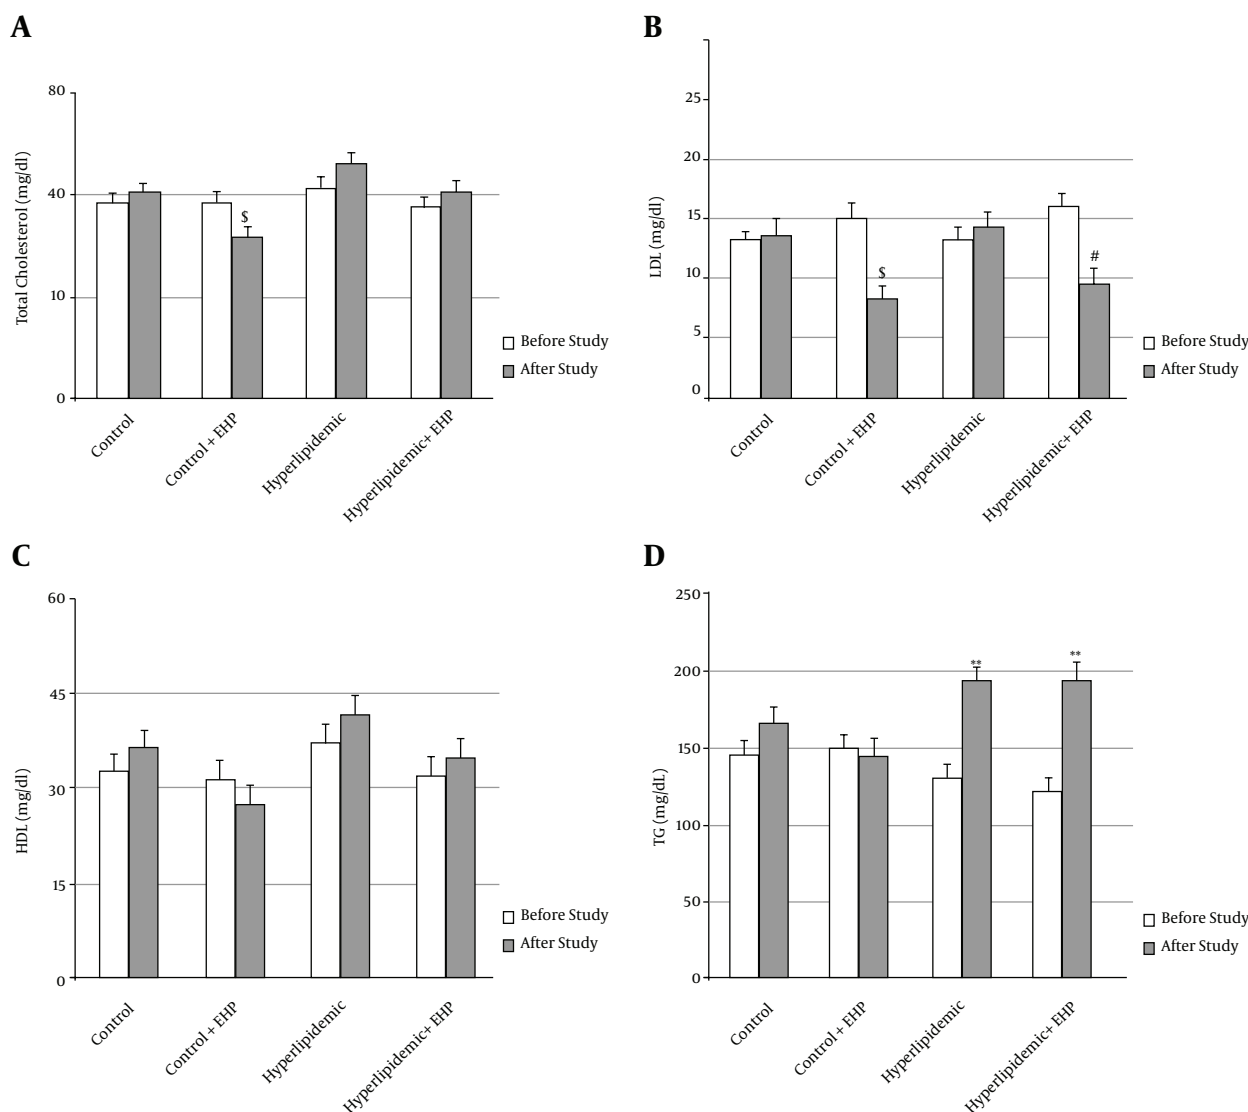 A
80
40
10
0
Total Cholesterol (mg/dl)
$
Before Study
After Study
Control
Control + EHP
Hyperlipidemic
Hyperlipidemic+ EHP
B
25
20
15
10
5
0
LDL (mg/dl)
$
#
Before Study
After Study
Control
Control + EHP
Hyperlipidemic
Hyperlipidemic+ EHP
C
60
45
30
15
0
HDL (mg/dl)
Before Study
After Study
Control
Control + EHP
Hyperlipidemic
Hyperlipidemic+ EHP
D
250
200
150
100
50
0
TG (mg/dL)
**
**
Before Study
After Study
Control
Control + EHP
Hyperlipidemic
Hyperlipidemic+ EHP